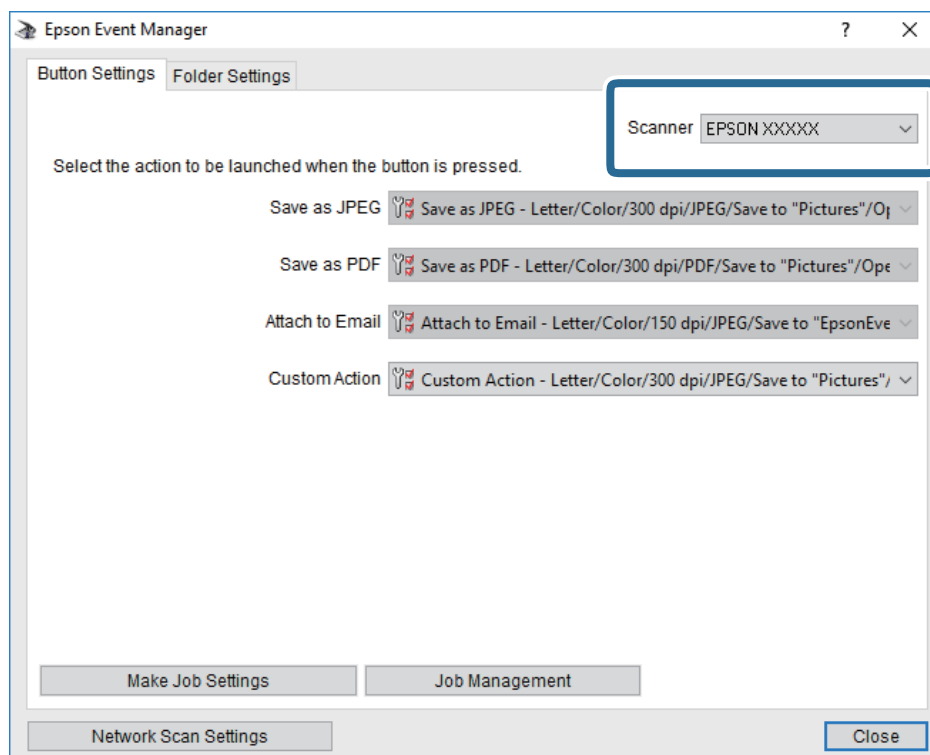 Epson Event Manager
Button Settings
Folder Settings
Scanner EPSON XXXXX
Select the action to be launched when the button is pressed.
Save as JPEG Save as JPEG - Letter/Color/300 dpi/JPEG/Save to "Pictures"/Op
Save as PDF Save as PDF - Letter/Color/300 dpi/PDF/Save to "Pictures"/Ope
Attach to Email Attach to Email - Letter/Color/150 dpi/JPEG/Save to "EpsonEve
Custom Action Custom Action - Letter/Color/300 dpi/JPEG/Save to "Pictures"/
Make Job Settings
Job Management
Network Scan Settings
Close